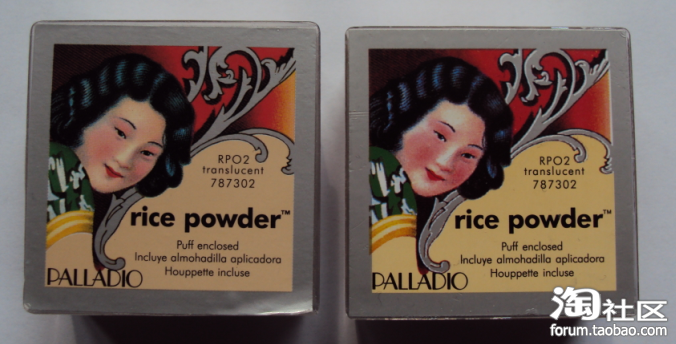 RPO2
translucent
787302
rice powder™
Puff enclosed
Incluye almohadilla aplicadora
Houppette incluse
PALLADIO
RPO2
translucent
787302
rice powder™
Puff enclosed
Incluye almohadilla aplicadora
Houppette incluse
PALLADIO
淘社区
forum.taobao.com